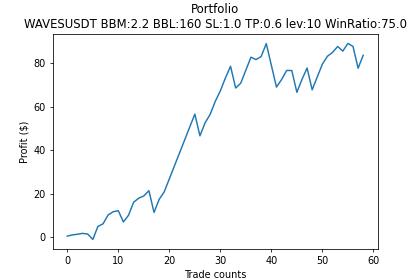 Portfolio
WAVESUSDT BBM:2.2 BBL:160 SL:1.0 TP:0.6 lev:10 WinRatio:75.0
Profit ($)
80
60
40
20
0
0 10 20 30 40 50 60
Trade counts